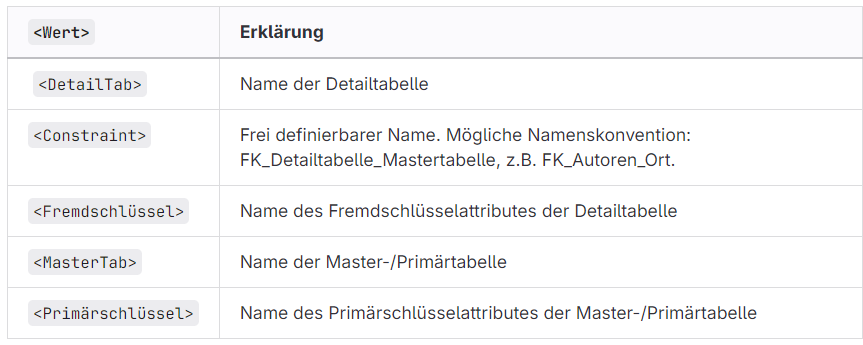 <Wert> Erklärung
<DetailTab> Name der Detailtabelle
<Constraint> Frei definierbarer Name. Mögliche Namenskonvention:
FK_Detailtabelle_Mastertabelle, z.B. FK_Autoren_Ort.
<Fremdschlüssel> Name des Fremdschlüsselattributes der Detailtabelle
<MasterTab> Name der Master-/Primärtabelle
<Primärschlüssel> Name des Primärschlüsselattributes der Master-/Primärtabelle